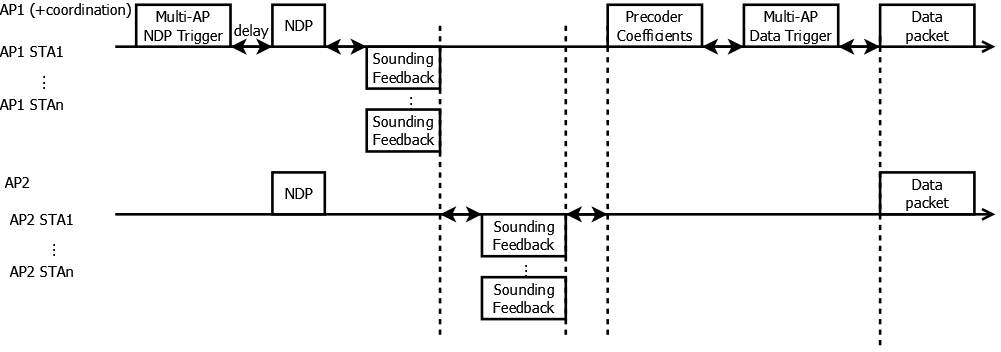 AP1 (+coordination)
Multi-AP
NDP Trigger
delay
NDP
Precoder
Coefficients
Multi-AP
Data Trigger
Data
packet
AP1 STA1
⋮
AP1 STAn
Sounding
Feedback
⋮
Sounding
Feedback
AP2
NDP
Data
packet
AP2 STA1
⋮
AP2 STAn
Sounding
Feedback
⋮
Sounding
Feedback